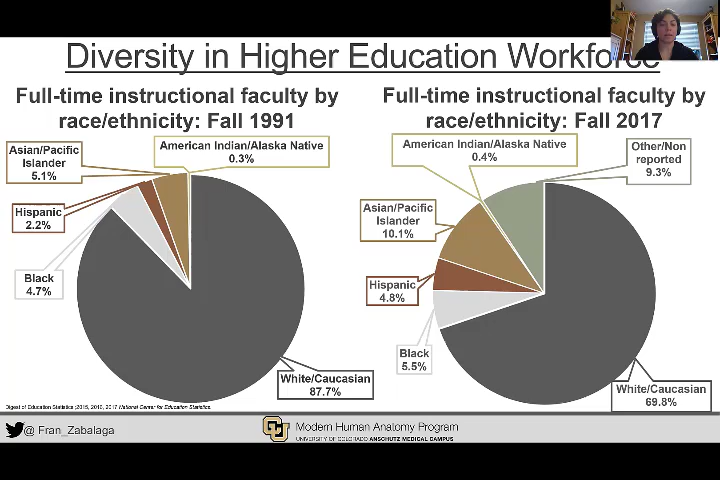 Diversity in Higher Education Workforce
Full-time instructional faculty by
race/ethnicity: Fall 1991
Full-time instructional faculty by
race/ethnicity: Fall 2017
Asian/Pacific
Islander
5.1%
American Indian/Alaska Native
0.3%
Hispanic
2.2%
Black
4.7%
White/Caucasian
87.7%
American Indian/Alaska Native
0.4%
Other/Non
reported
9.3%
Asian/Pacific
Islander
10.1%
Hispanic
4.8%
Black
5.5%
White/Caucasian
69.8%
Digest of Education Statistics ;2015, 2016, 2017 National Center for Education Statistics.
@ Fran_Zabalaga
CU
Modern Human Anatomy Program
UNIVERSITY OF COLORADO ANSCHUTZ MEDICAL CAMPUS